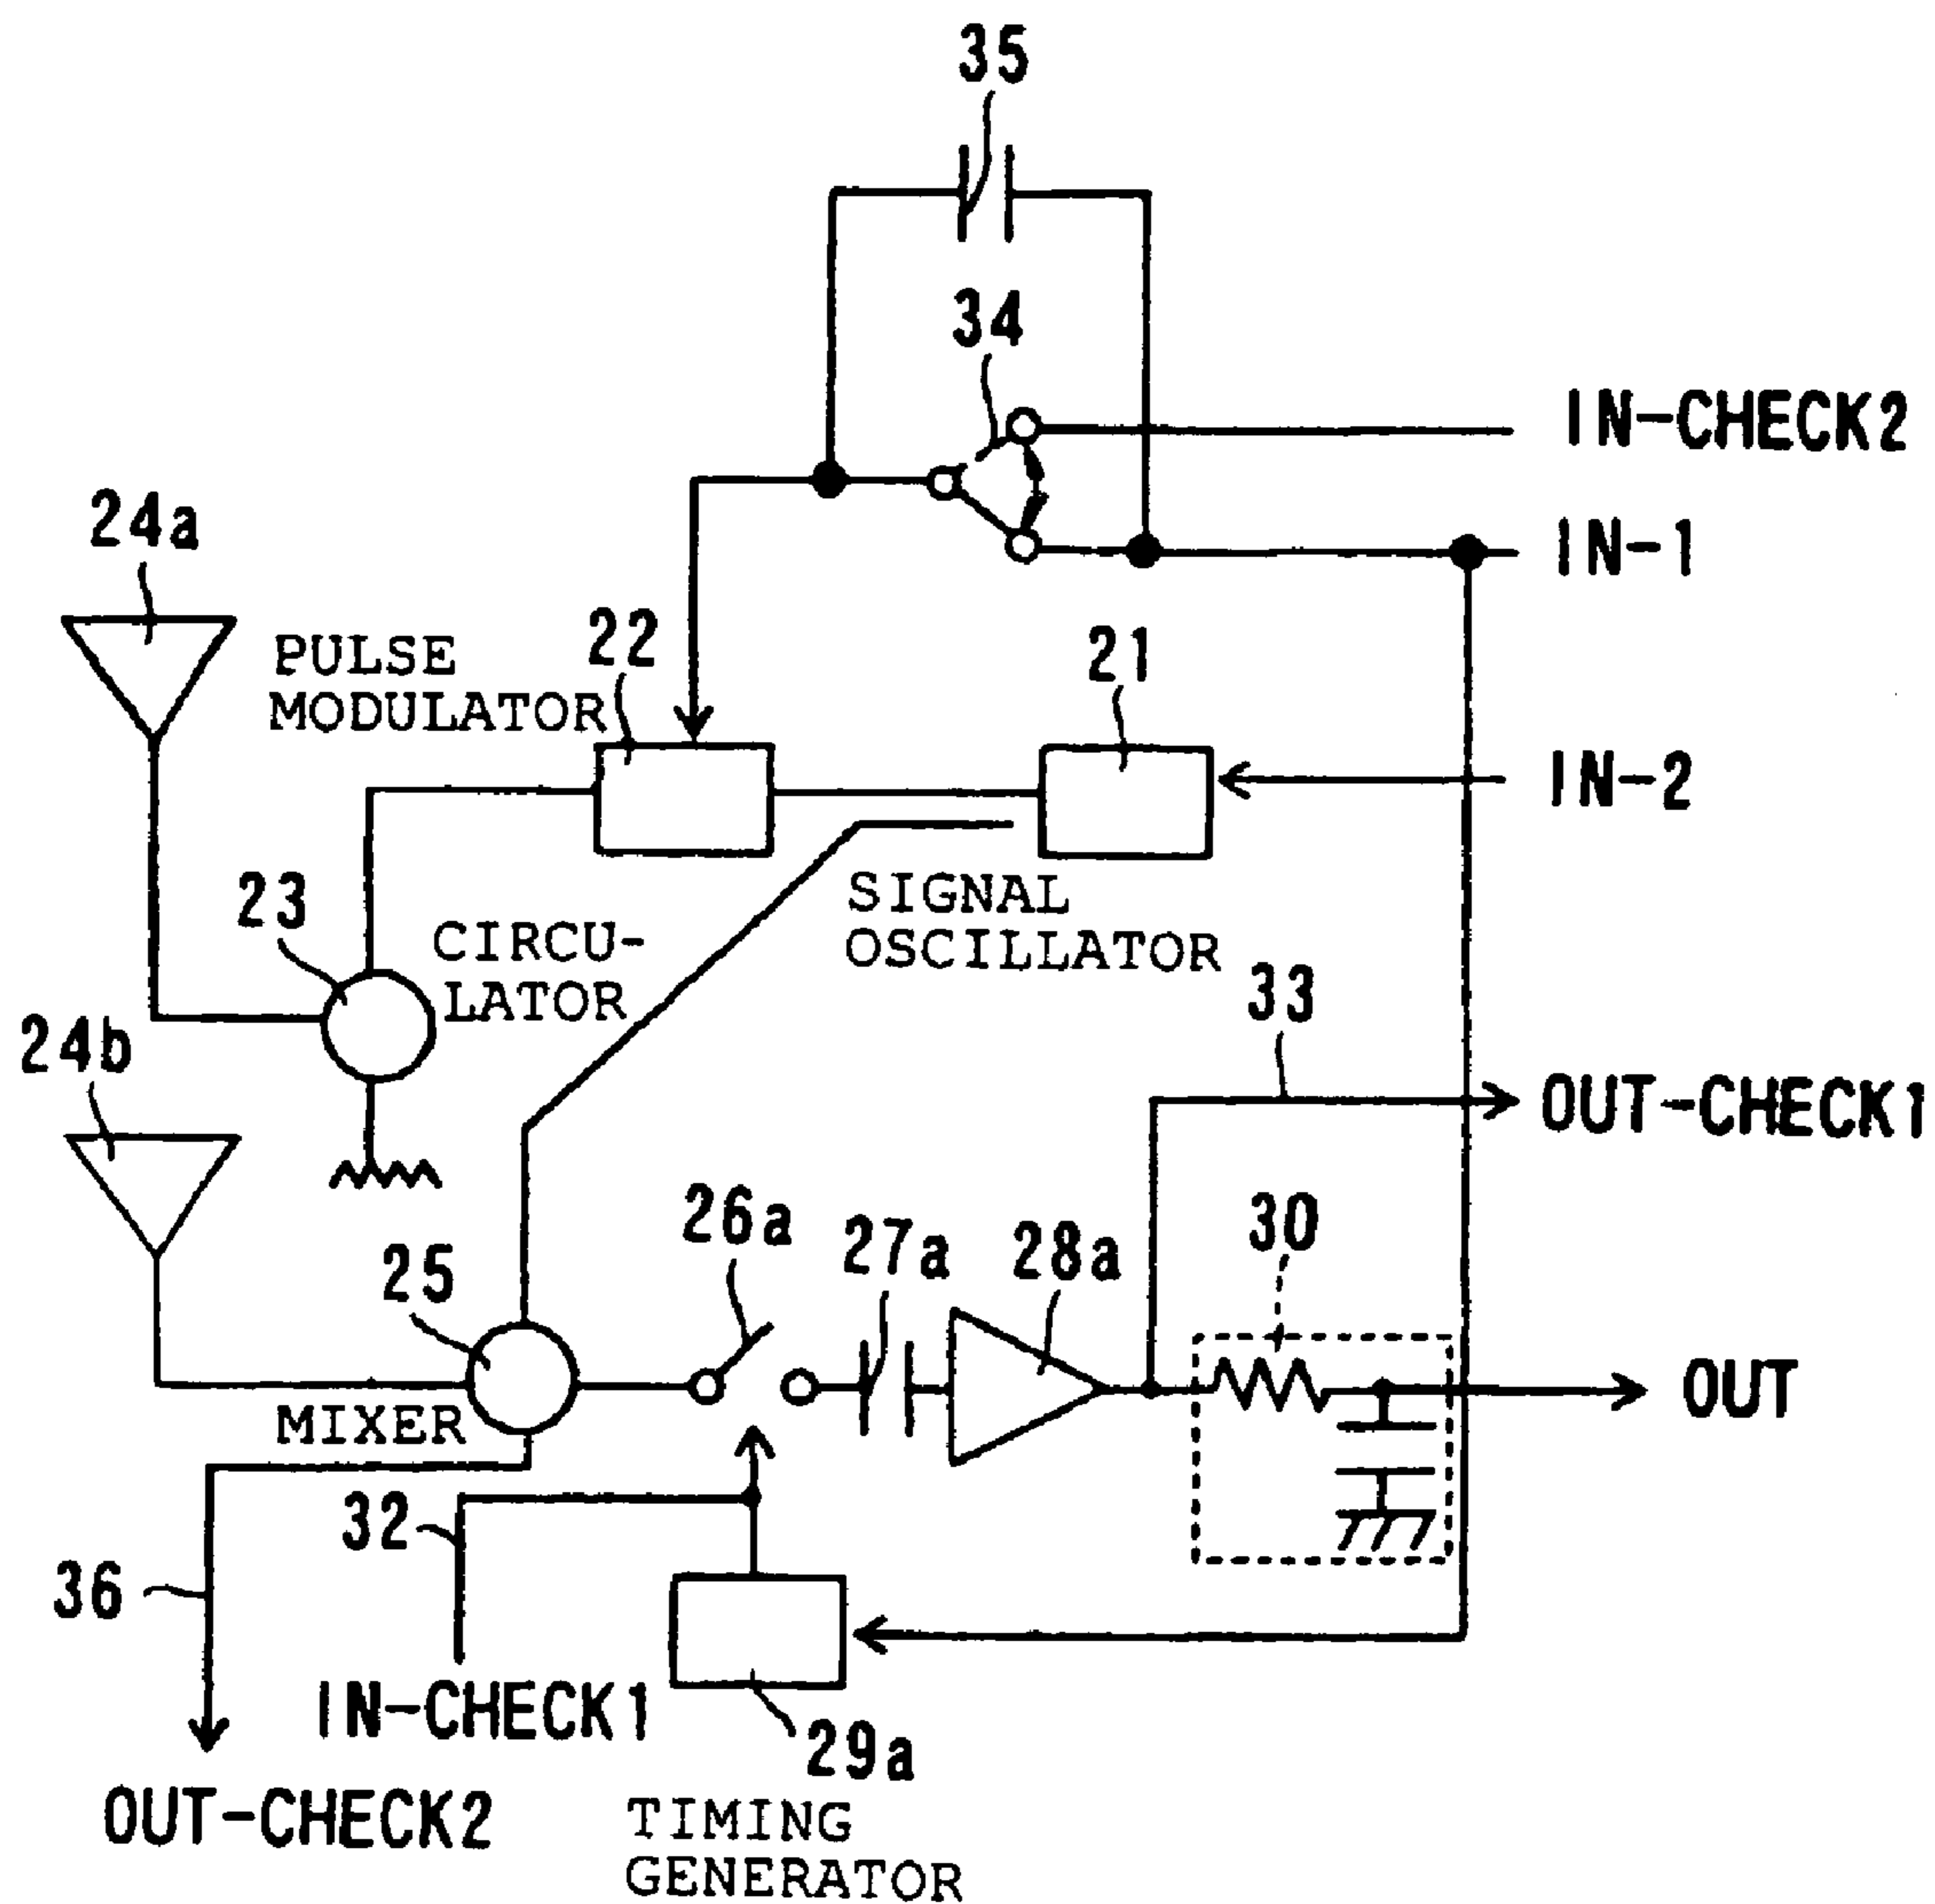 35
34
IN-CHECK2
24a
IN-1
22
21
PULSE
MODULATOR
IN-2
23
SIGNAL
OSCILLATOR
CIRCU-
LATOR
33
24b
OUT-CHECK1
26a
30
27a
28a
25
OUT
MIXER
32
36
IN-CHECK1
29a
OUT-CHECK2
TIMING
GENERATOR